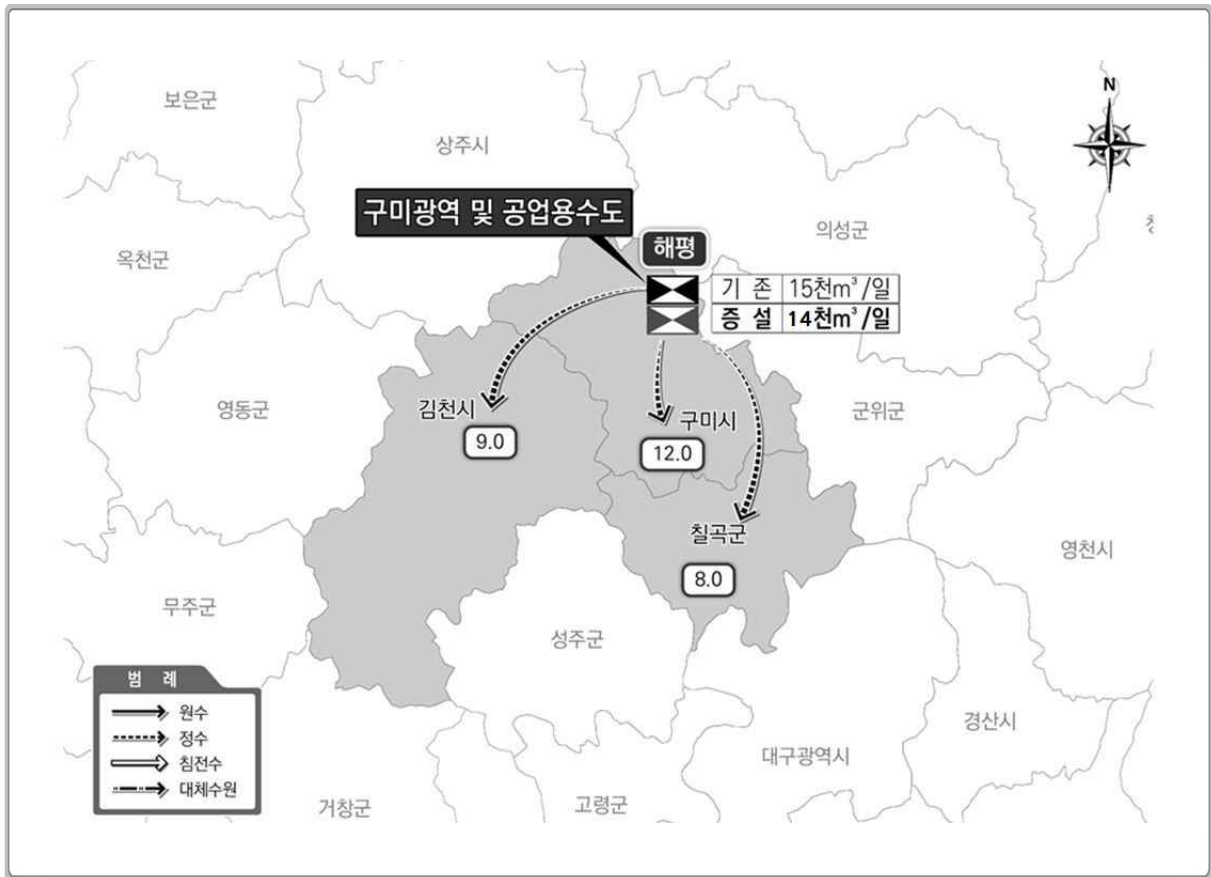 보은군
N
상주시
구미광역 및 공업용수도
해평
의성군
옥천군
기 존 15천m³/일
증 설 14천m³/일
영동군
김천시
9.0
구미시
12.0
군위군
칠곡군
8.0
영천시
무주군
성주군
범 례
원수
정수
침전수
대체수원
경산시
대구광역시
거창군
고령군